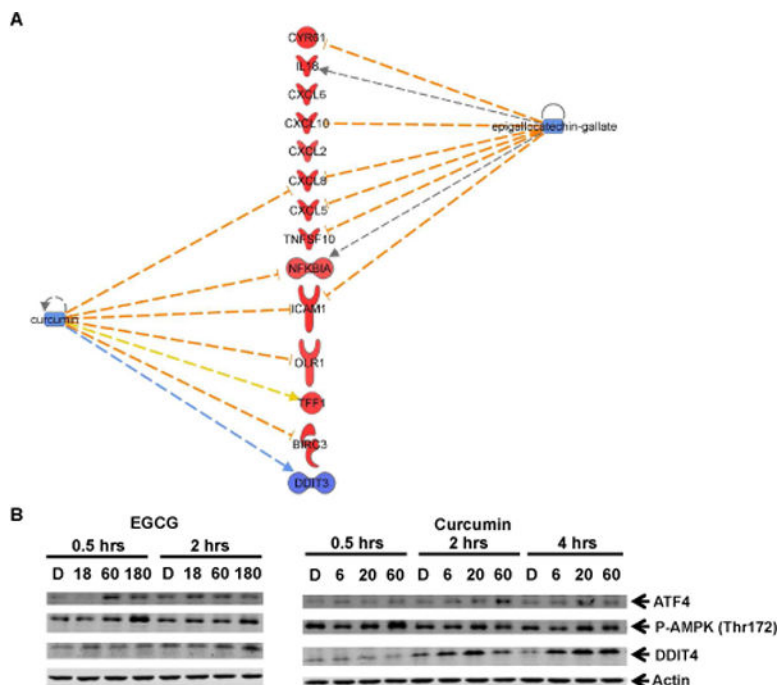 A
CYR61
IL18
CXCL6
CXCL10
epigallocatechin-gallate
CXCL2
CXCL8
CXCL5
TNFSF10
NFKBIA
ICAM1
curcumin
OLR1
TFF1
BIRC3
DDIT3
B
EGCG
Curcumin
0.5 hrs 2 hrs
0.5 hrs 2 hrs 4 hrs
D 18 60 180 D 18 60 180
D 6 20 60 D 6 20 60 D 6 20 60
ATF4
P-AMPK (Thr172)
DDIT4
Actin